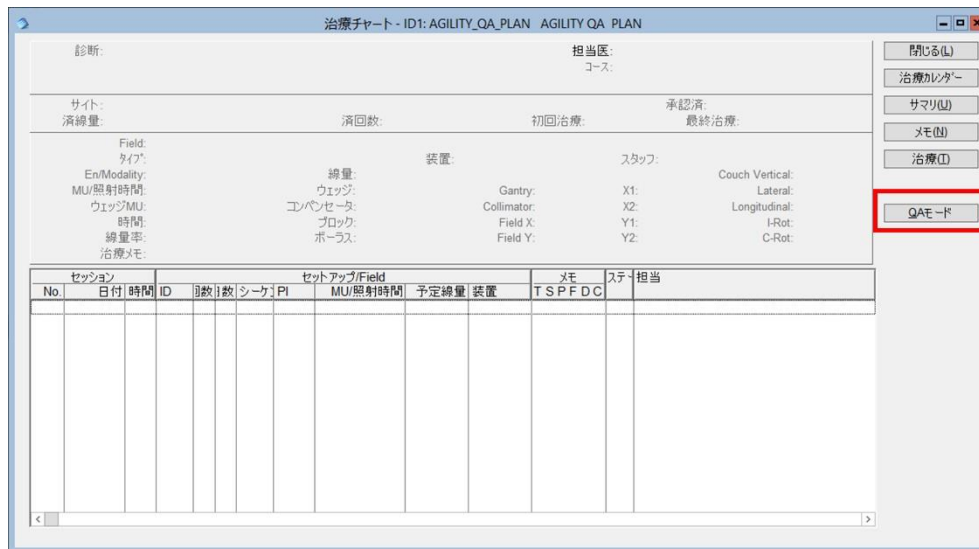 治療チャート - ID1: AGILITY_QA_PLAN AGILITY QA PLAN
診断: 担当医:
コース:
閉じる(L)
治療カレンダー
サマリ(U)
メモ(N)
治療(T)
QAモード
サイト: 承認済:
済線量: 済回数: 初回治療: 最終治療:
Field:
タイプ: 装置: スタッフ:
En/Modality: 線量: Couch Vertical:
MU/照射時間: ウェッジ: Gantry: X1: Lateral:
ウェッジMU: コンパンセータ: Collimator: X2: Longitudinal:
時間: ブロック: Field X: Y1: I-Rot:
線量率: ボーラス: Field Y: Y2: C-Rot:
治療メモ:
セッション セットアップ/Field メモ ステ 担当
No. 日付 時間 ID 数 数 シーケ PI MU/照射時間 予定線量 装置 T S P F D C